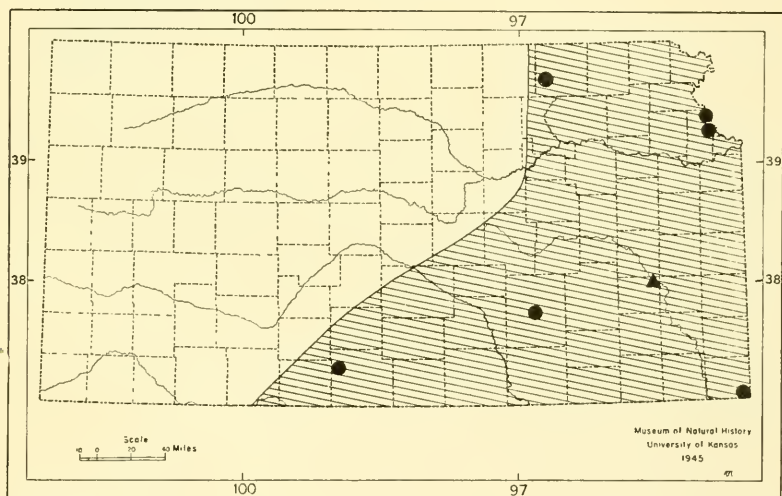 100 97
39 39
38 38
Scale
10 0 20 40 Miles
Museum of Natural History
University of Kansas
1945
100 97